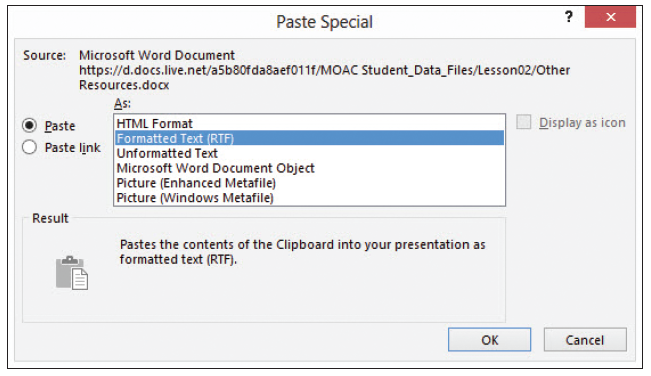 Paste Special
?
Source: Microsoft Word Document
https://d.docs.live.net/a5b80fda8aef011f/MOAC Student_Data_Files/Lesson02/Other
Resources.docx
As:
Paste
Paste link
HTML Format
Formatted Text (RTF)
Unformatted Text
Microsoft Word Document Object
Picture (Enhanced Metafile)
Picture (Windows Metafile)
Display as icon
Result
Pastes the contents of the Clipboard into your presentation as
formatted text (RTF).
OK
Cancel